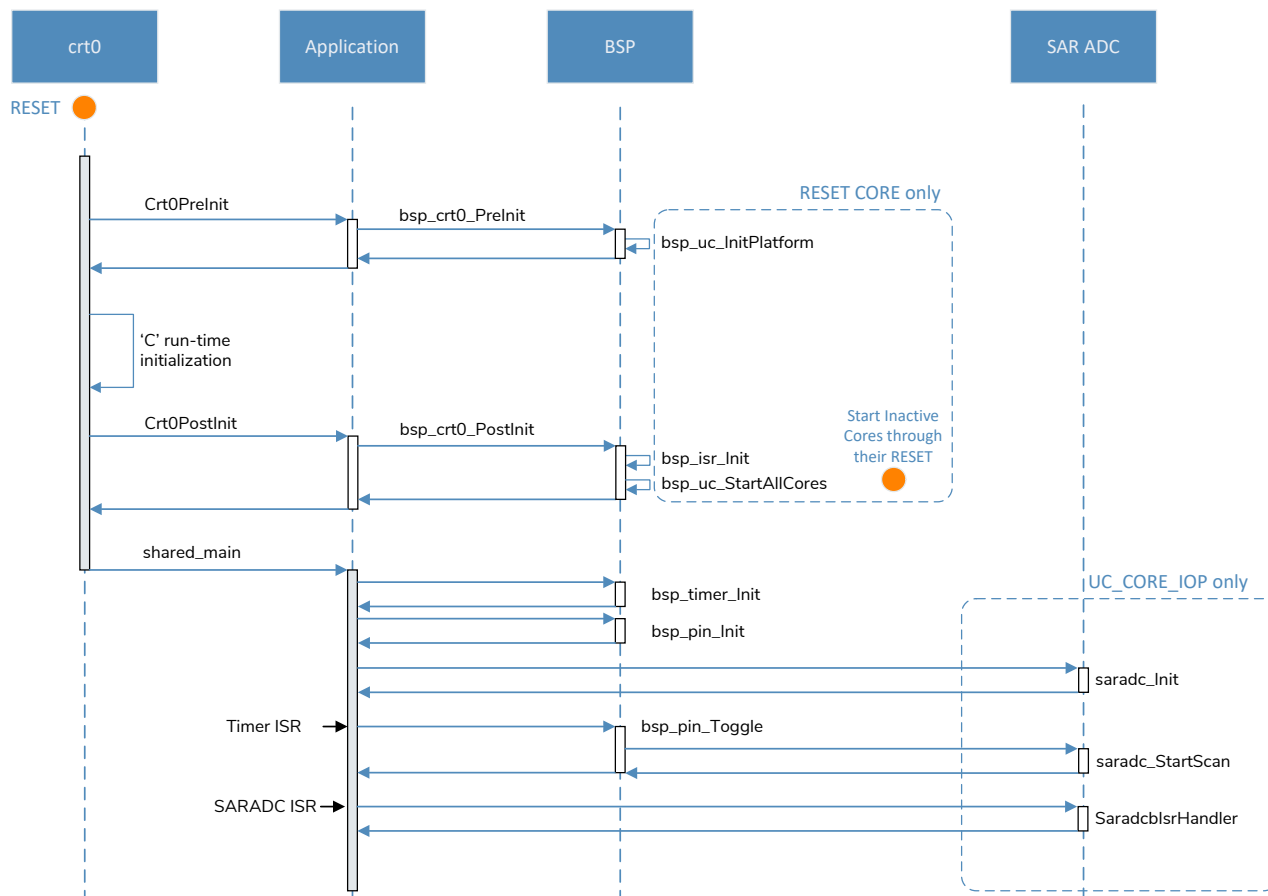 crt0
Application
BSP
SAR ADC
RESET
RESET CORE only
Crt0PreInit
bsp_crt0_PreInit
bsp_uc_InitPlatform
‘C’ run-time
initialization
Start Inactive
Cores through
their RESET
Crt0PostInit
bsp_crt0_PostInit
bsp_isr_Init
bsp_uc_StartAllCores
shared_main
UC_CORE_IOP only
bsp_timer_Init
bsp_pin_Init
saradc_Init
Timer ISR
bsp_pin_Toggle
saradc_StartScan
SARADC ISR
SaradcbIsrHandler